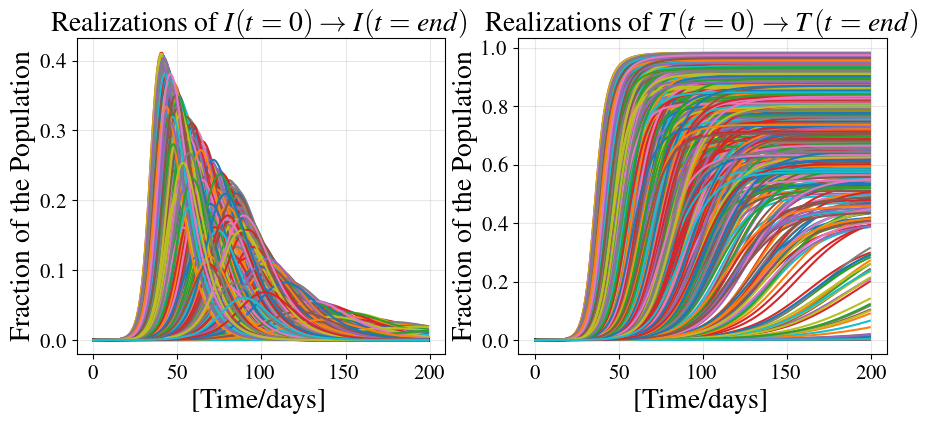 Realizations of I(t = 0) → I(t = end)
Fraction of the Population
0.4
0.3
0.2
0.1
0.0
0 50 100 150 200
[Time/days]
Realizations of T(t = 0) → T(t = end)
Fraction of the Population
1.0
0.8
0.6
0.4
0.2
0.0
0 50 100 150 200
[Time/days]